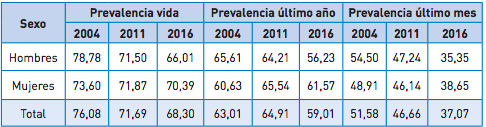 Sexo Prevalencia vida Prevalencia último año Prevalencia último mes
2004 2011 2016 2004 2011 2016 2004 2011 2016
Hombres 78,78 71,50 66,01 65,61 64,21 56,23 54,50 47,24 35,35
Mujeres 73,60 71,87 70,39 60,63 65,54 61,57 48,91 46,14 38,65
Total 76,08 71,69 68,30 63,01 64,91 59,01 51,58 46,66 37,07